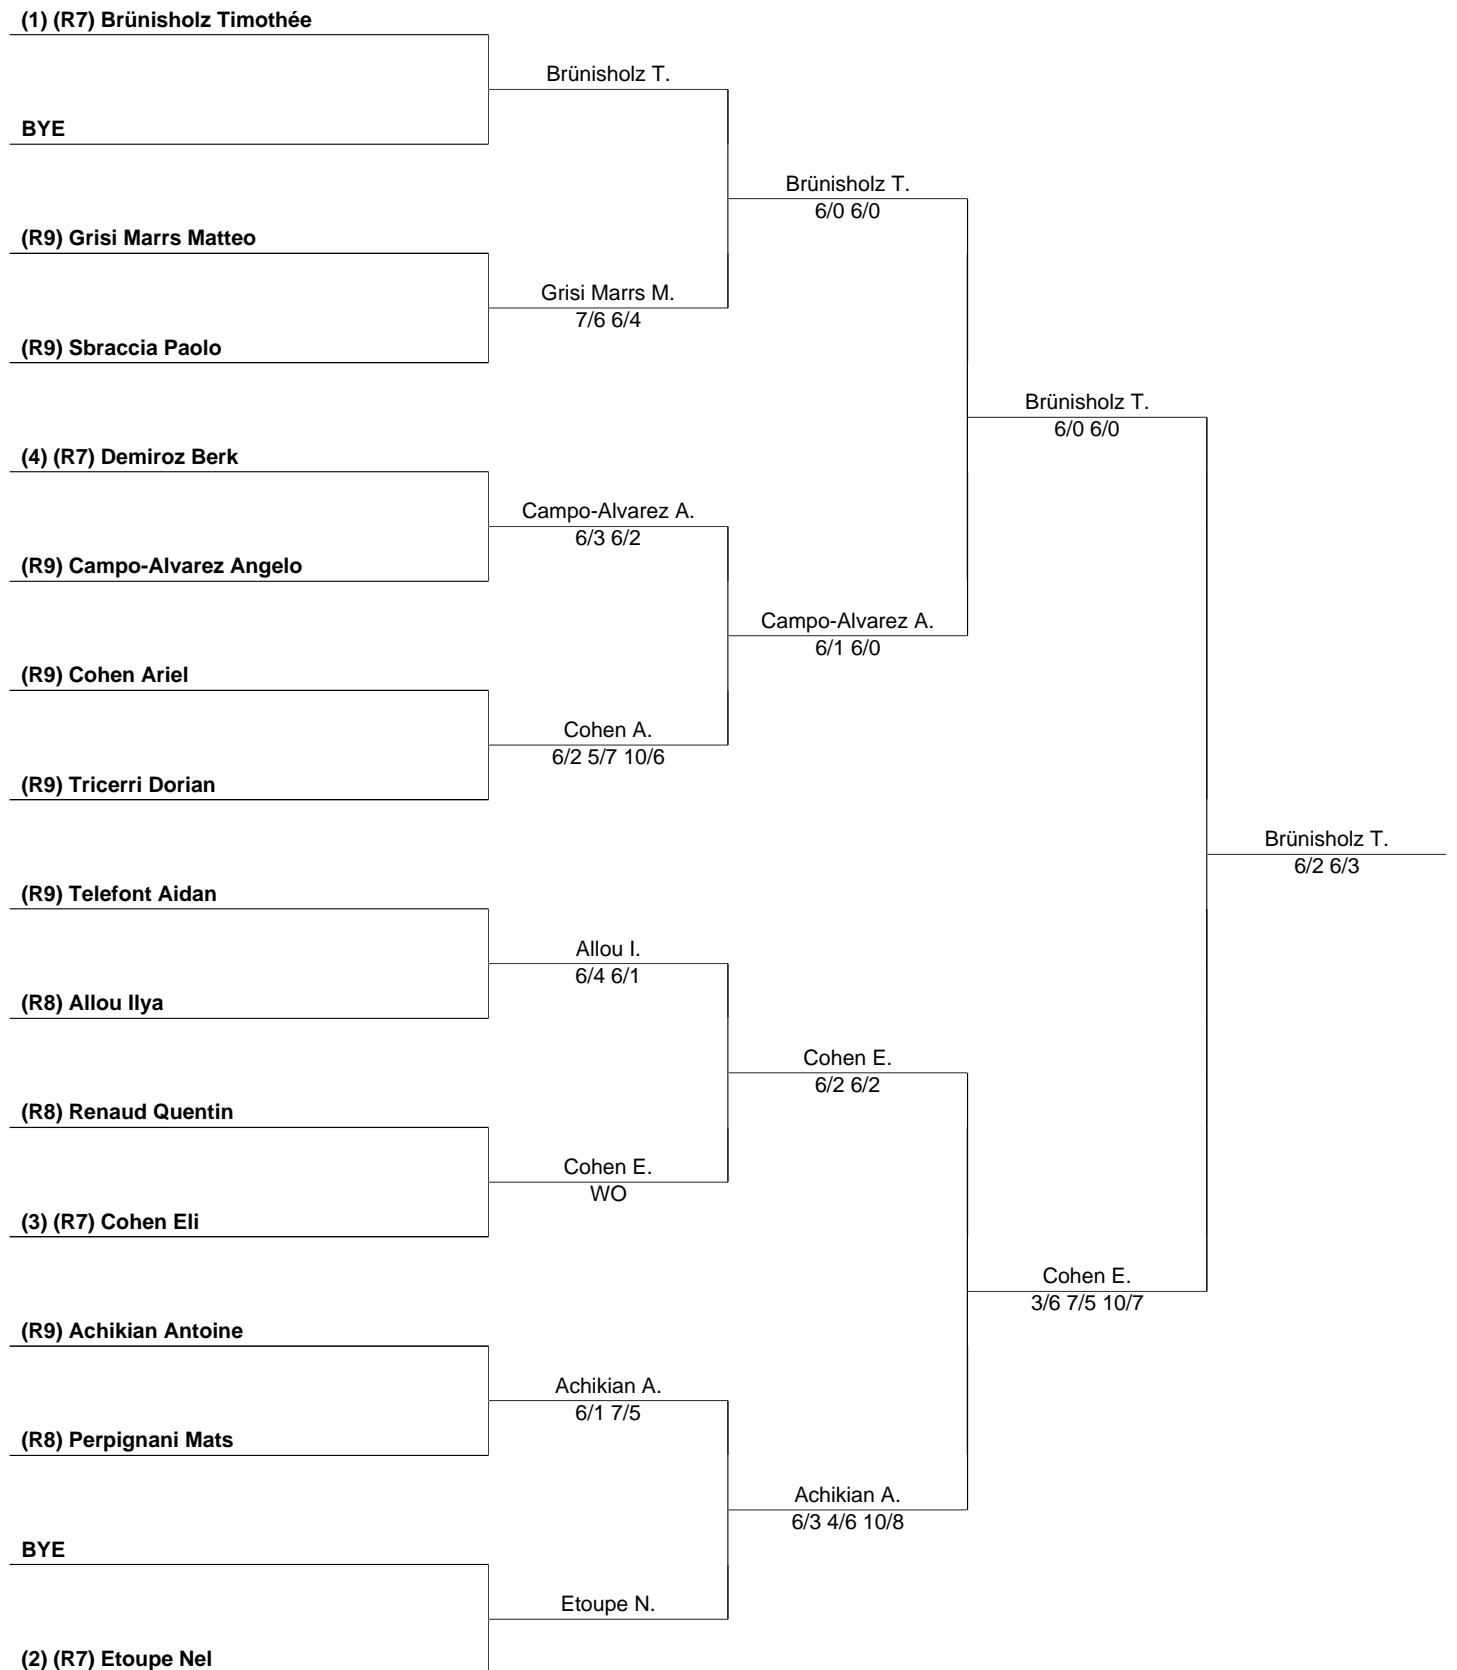 (1) (R7) Brünisholz Timothée
Brünisholz T.
BYE
Brünisholz T.
6/0 6/0
(R9) Grisi Marrs Matteo
Grisi Marrs M.
7/6 6/4
(R9) Sbraccia Paolo
Brünisholz T.
6/0 6/0
(4) (R7) Demiroz Berk
Campo-Alvarez A.
6/3 6/2
(R9) Campo-Alvarez Angelo
Campo-Alvarez A.
6/1 6/0
(R9) Cohen Ariel
Cohen A.
6/2 5/7 10/6
(R9) Tricerri Dorian
Brünisholz T.
6/2 6/3
(R9) Telefont Aidan
Allou I.
6/4 6/1
(R8) Allou Ilya
Cohen E.
6/2 6/2
(R8) Renaud Quentin
Cohen E.
WO
(3) (R7) Cohen Eli
Cohen E.
3/6 7/5 10/7
(R9) Achikian Antoine
Achikian A.
6/1 7/5
(R8) Perpignani Mats
Achikian A.
6/3 4/6 10/8
BYE
Etoupe N.
(2) (R7) Etoupe Nel